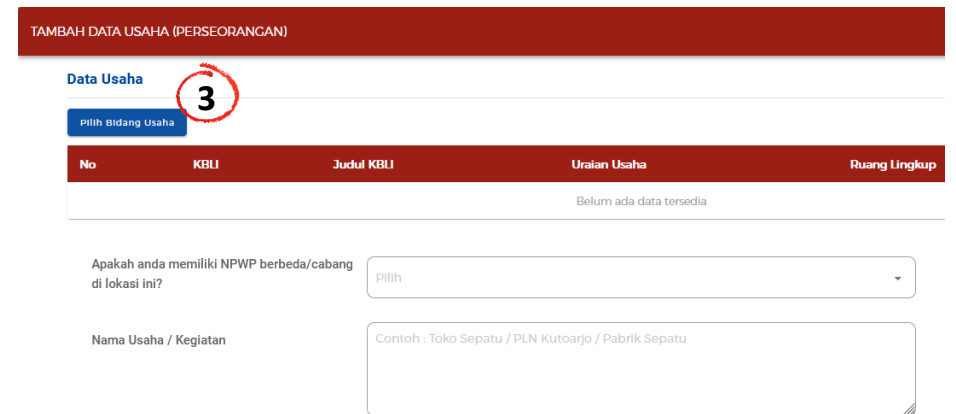 TAMBAH DATA USAHA (PERSEORANGAN)
Data Usaha
3
Pilih Bidang Usaha
No KBLI Judul KBLI Uraian Usaha Ruang Lingkup
Belum ada data tersedia
Apakah anda memiliki NPWP berbeda/cabang
di lokasi ini?
Pilih
Nama Usaha / Kegiatan
Contoh : Toko Sepatu / PLN Kutoarjo / Pabrik Sepatu